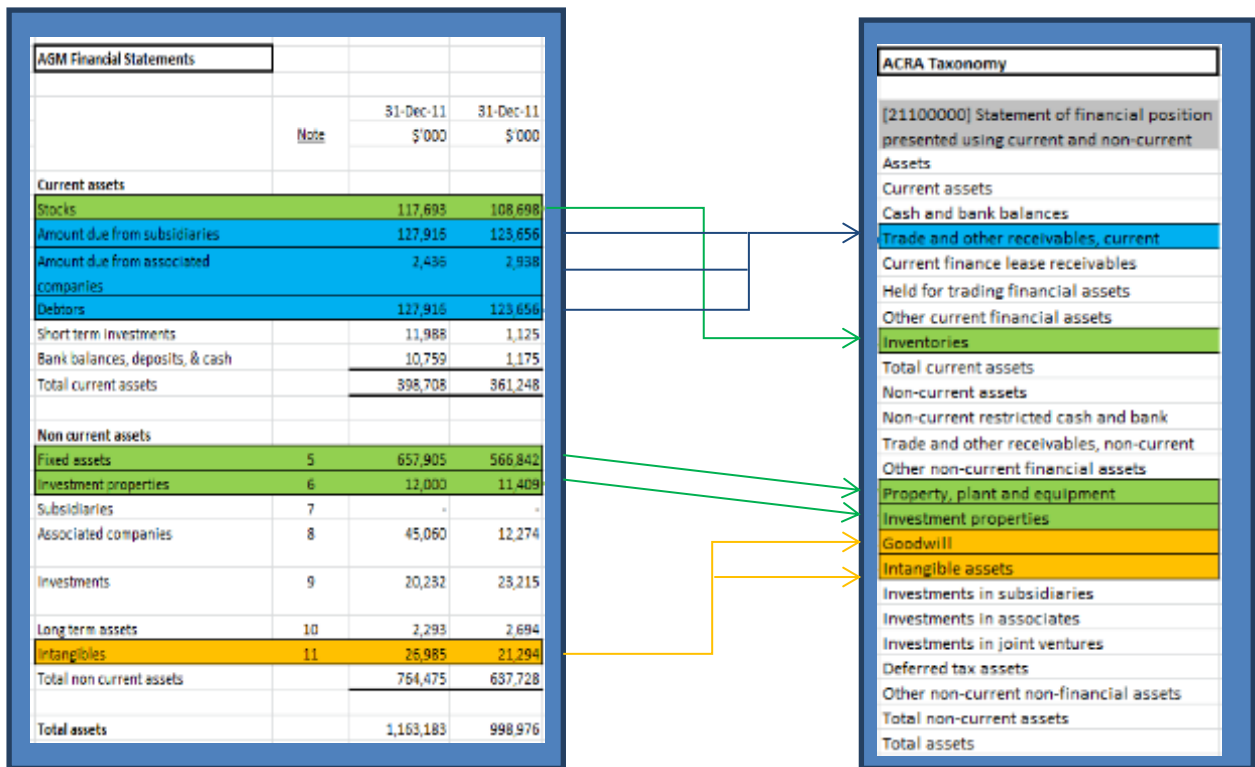 AGM Financial Statements
31-Dec-11 31-Dec-11
Note $'000 $'000
Current assets
Stocks 117,693 108,698
Amount due from subsidiaries 127,916 123,656
Amount due from associated 2,436 2,938
companies
Debtors 127,916 123,656
Short term investments 11,988 1,125
Bank balances, deposits, & cash 10,759 1,175
Total current assets 398,708 361,248
Non current assets
Fixed assets 5 657,905 566,842
Investment properties 6 12,000 11,409
Subsidiaries 7 - -
Associated companies 8 45,060 12,274
Investments 9 20,232 23,215
Long term assets 10 2,293 2,694
Intangibles 11 26,985 21,294
Total non current assets 764,475 637,728
Total assets 1,163,183 998,976
ACRA Taxonomy
[21100000] Statement of financial position
presented using current and non-current
Assets
Current assets
Cash and bank balances
Trade and other receivables, current
Current finance lease receivables
Held for trading financial assets
Other current financial assets
Inventories
Total current assets
Non-current assets
Non-current restricted cash and bank
Trade and other receivables, non-current
Other non-current financial assets
Property, plant and equipment
Investment properties
Goodwill
Intangible assets
Investments in subsidiaries
Investments in associates
Investments in joint ventures
Deferred tax assets
Other non-current non-financial assets
Total non-current assets
Total assets